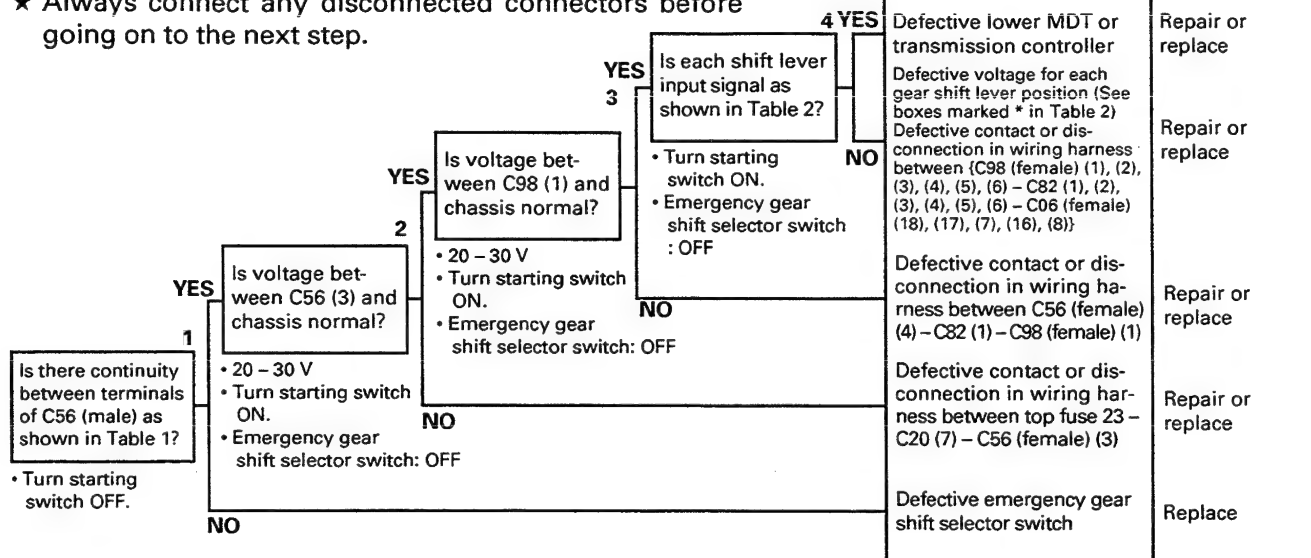 ★ Always connect any disconnected connectors before
going on to the next step.
4 YES
Is each shift lever
input signal as
shown in Table 2?
YES
3
• Turn starting
switch ON.
• Emergency gear
shift selector switch
: OFF
NO
Is voltage bet-
ween C98 (1) and
chassis normal?
YES
2
• 20 – 30 V
• Turn starting switch
ON.
• Emergency gear
shift selector switch: OFF
NO
Is voltage bet-
ween C56 (3) and
chassis normal?
YES
1
• 20 – 30 V
• Turn starting switch
ON.
• Emergency gear
shift selector switch: OFF
NO
Is there continuity
between terminals
of C56 (male) as
shown in Table 1?
• Turn starting
switch OFF.
NO
Defective lower MDT or
transmission controller
Repair or
replace
Defective voltage for each
gear shift lever position (See
boxes marked * in Table 2)
Defective contact or dis-
connection in wiring harness
between {C98 (female) (1), (2),
(3), (4), (5), (6) – C82 (1), (2),
(3), (4), (5), (6) – C06 (female)
(18), (17), (7), (16), (8)}
Repair or
replace
Defective contact or dis-
connection in wiring ha-
rness between C56 (female)
(4) – C82 (1) – C98 (female) (1)
Repair or
replace
Defective contact or dis-
connection in wiring har-
ness between top fuse 23 –
C20 (7) – C56 (female) (3)
Repair or
replace
Defective emergency gear
shift selector switch
Replace